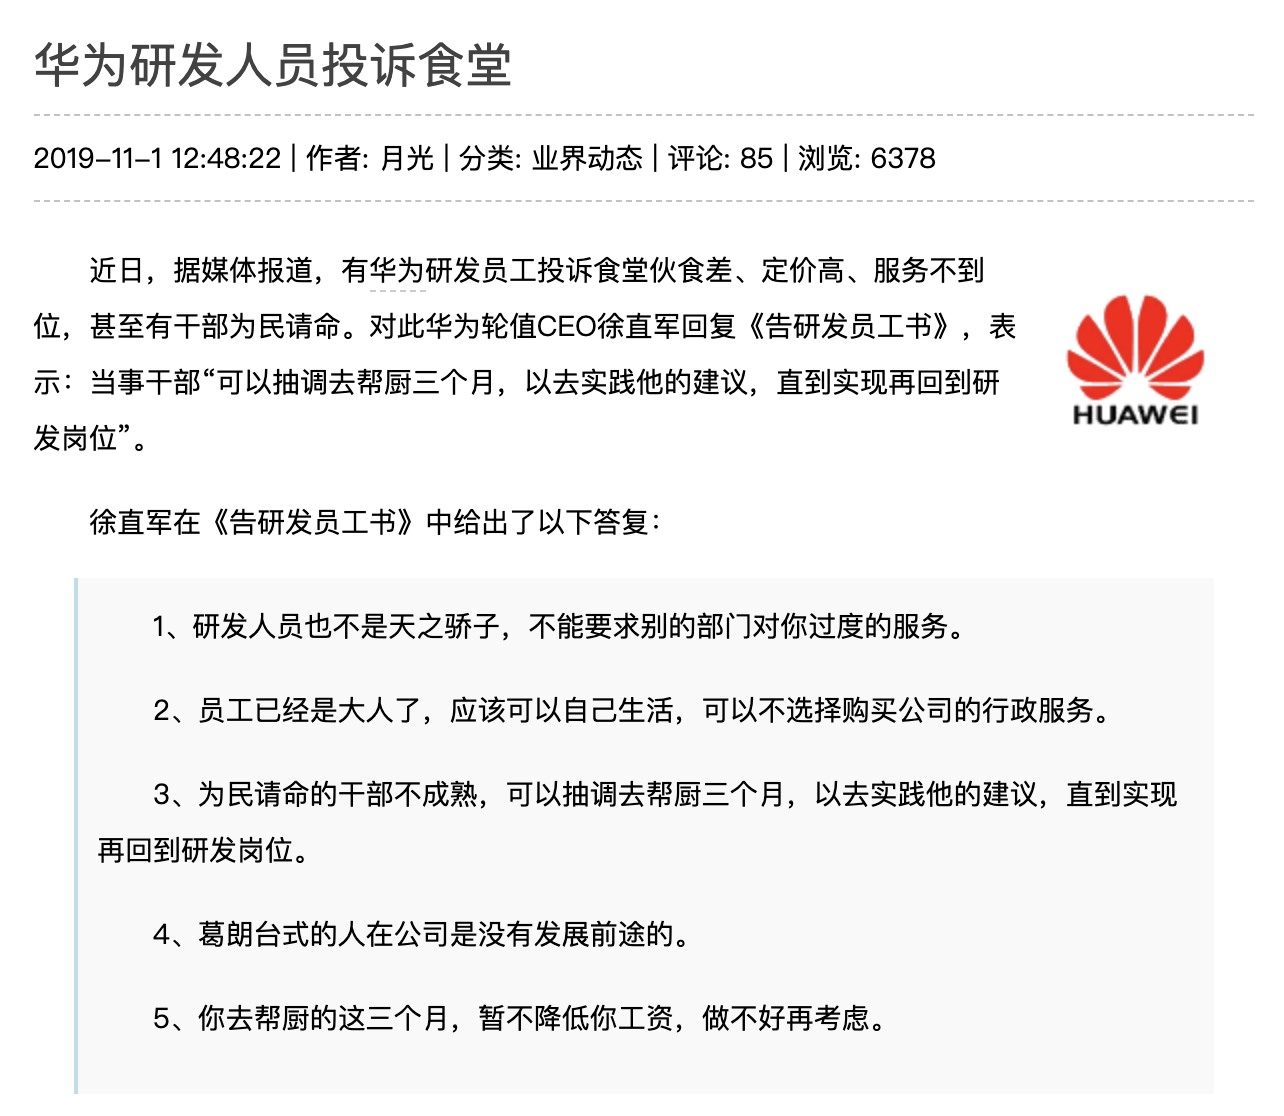 华为研发人员投诉食堂
2019-11-1 12:48:22 | 作者: 月光 | 分类: 业界动态 | 评论: 85 | 浏览: 6378
近日，据媒体报道，有华为研发员工投诉食堂伙食差、定价高、服务不到
位，甚至有干部为民请命。对此华为轮值CEO徐直军回复《告研发员工书》，表
示：当事干部“可以抽调去帮厨三个月，以去实践他的建议，直到实现再回到研
发岗位”。
HUAWEI
徐直军在《告研发员工书》中给出了以下答复：
1、研发人员也不是天之骄子，不能要求别的部门对你过度的服务。
2、员工已经是大人了，应该可以自己生活，可以不选择购买公司的行政服务。
3、为民请命的干部不成熟，可以抽调去帮厨三个月，以去实践他的建议，直到实现
再回到研发岗位。
4、葛朗台式的人在公司是没有发展前途的。
5、你去帮厨的这三个月，暂不降低你工资，做不好再考虑。